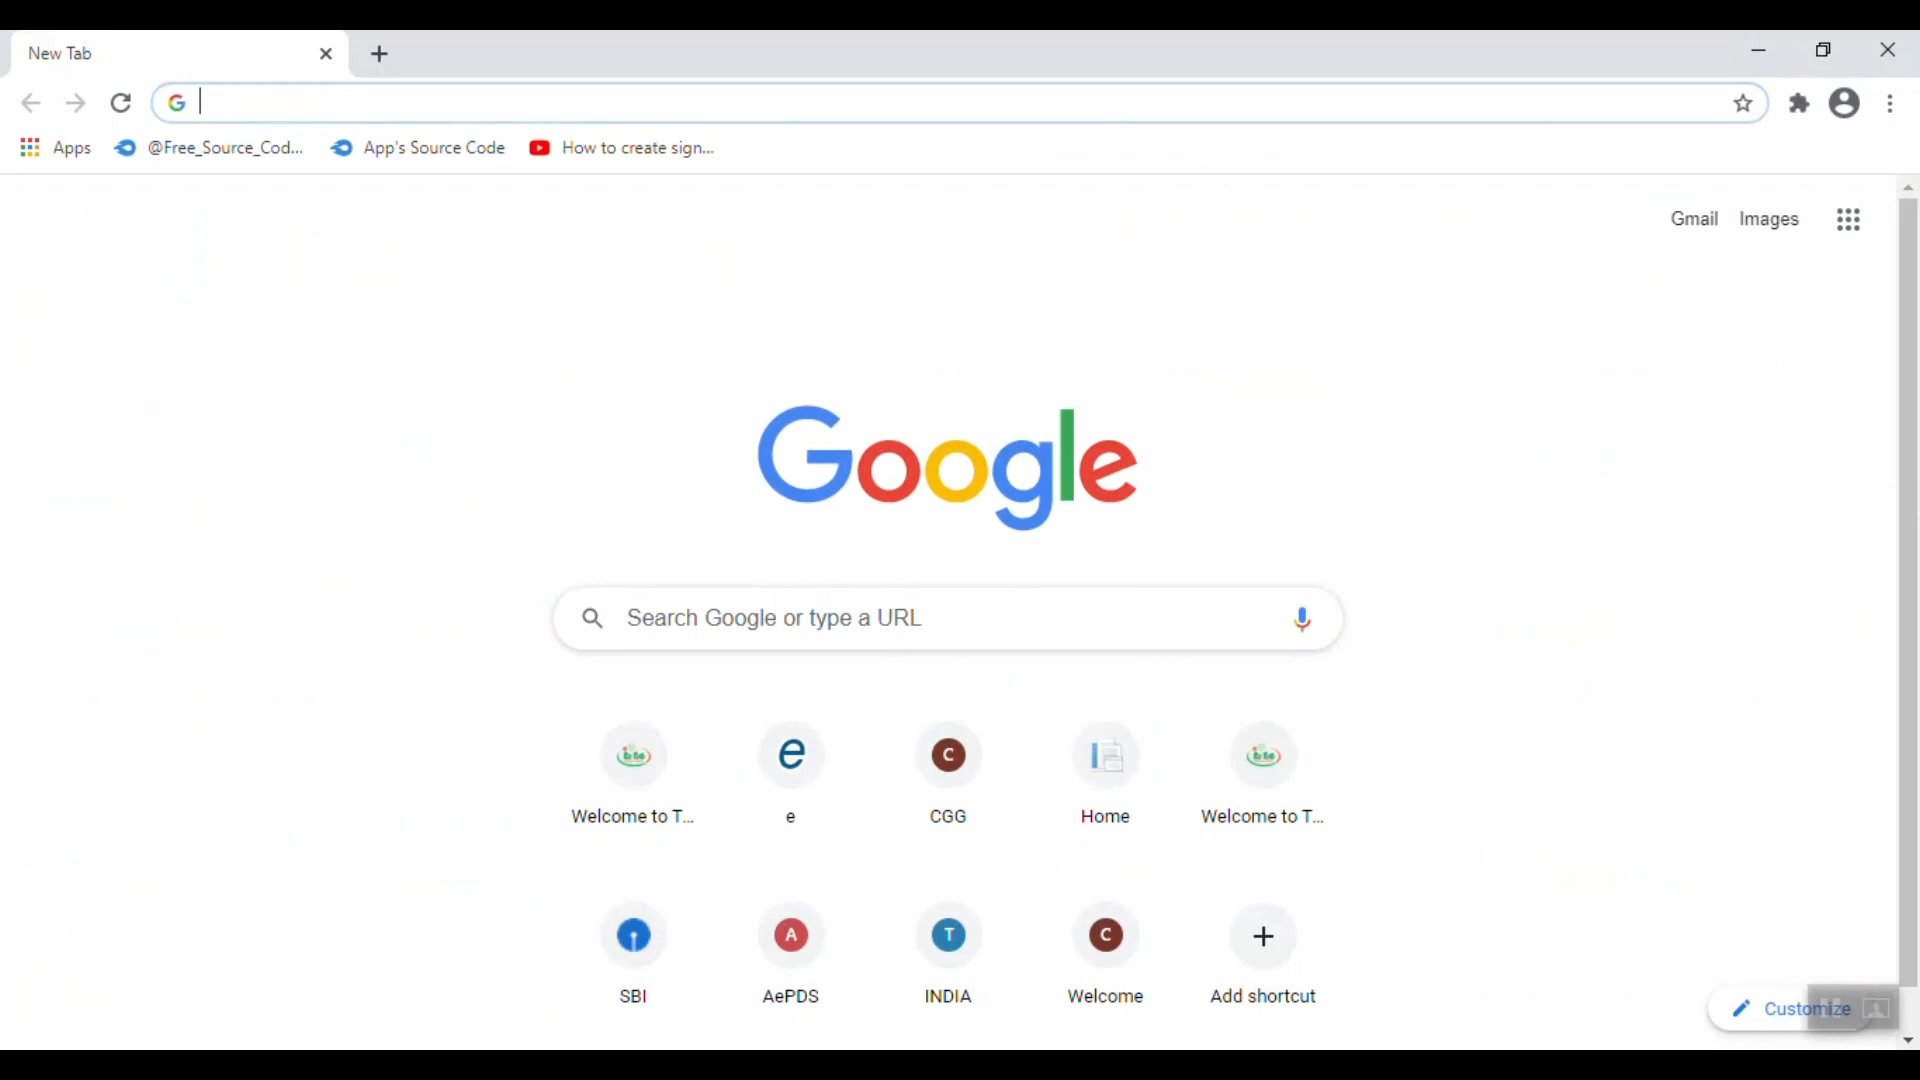 New Tab
Apps @Free_Source_Cod... App's Source Code How to create sign...
Gmail Images
Google
Search Google or type a URL
Welcome to T... e CGG Home Welcome to T...
SBI AePDS INDIA Welcome Add shortcut
Customize